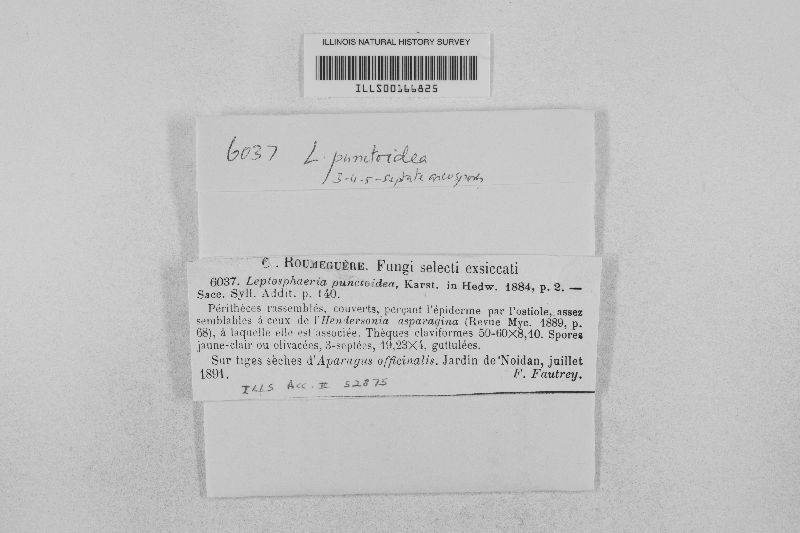 ILLINOIS NATURAL HISTORY SURVEY
ILLS00166825
6037 L. punctoidea
3-4-5-septate ascospores
C. ROUMEGUÈRE. Fungi selecti exsiccati
6037. Leptosphaeria punctoidea, Karst. in Hedw. 1884, p. 2. —
Sacc. Syll. Addit. p. 140.
Périthèces rassemblés, couverts, perçant l'épiderme par l'ostiole, assez
semblables à ceux de l'Hendersonia asparagina (Revue Myc. 1889, p.
68), à laquelle elle est associée. Thèques claviformes 50-60×8,10. Spores
jaune-clair ou olivacées, 3-septées, 19,23×4, guttulées.
Sur tiges sèches d'Aparagus officinalis. Jardin de Noidan, juillet
1891. F. Fautrey.
ILLS Acc. # 52875